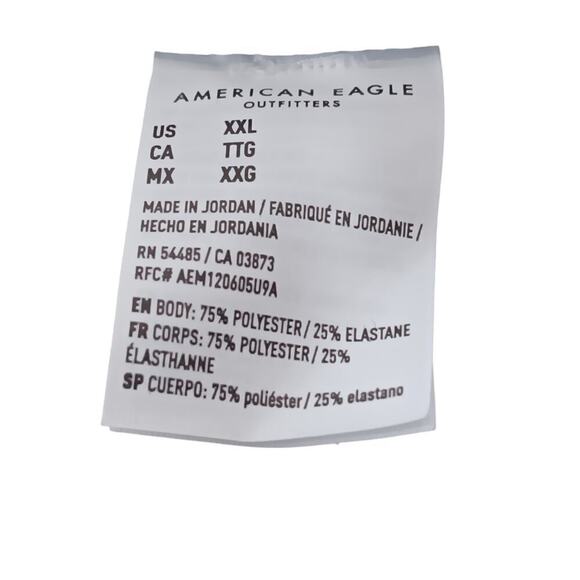 AMERICAN EAGLE
OUTFITTERS
US XXL
CA TTG
MX XXG
MADE IN JORDAN / FABRIQUÉ EN JORDANIE /
HECHO EN JORDANIA
RN 54485 / CA 03873
RFC# AEM120605U9A
EN BODY: 75% POLYESTER / 25% ELASTANE
FR CORPS: 75% POLYESTER / 25%
ÉLASTHANNE
SP CUERPO: 75% poliéster / 25% elastano